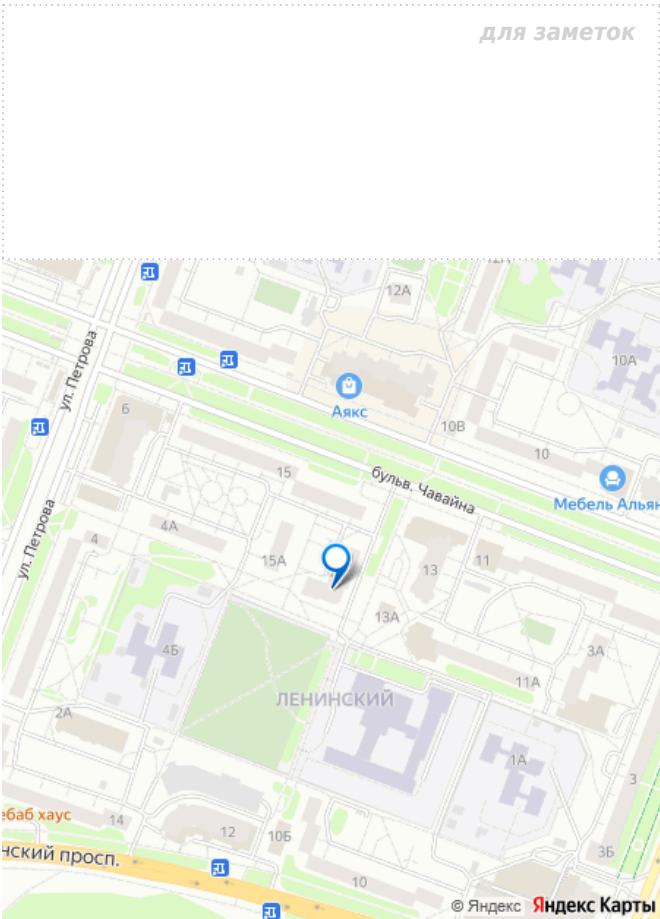 для заметок
12А
ул. Петрова
10А
Аякс
6
10В
10
15
бульв. Чавайна
Мебель Альян
ул. Петрова
4А
4
15А
11
13
13А
4Б
3А
11А
ЛЕНИНСКИЙ
2А
1А
3
ебаб хаус
14
12
10Б
3Б
нский просп.
10
© Яндекс Яндекс Карты